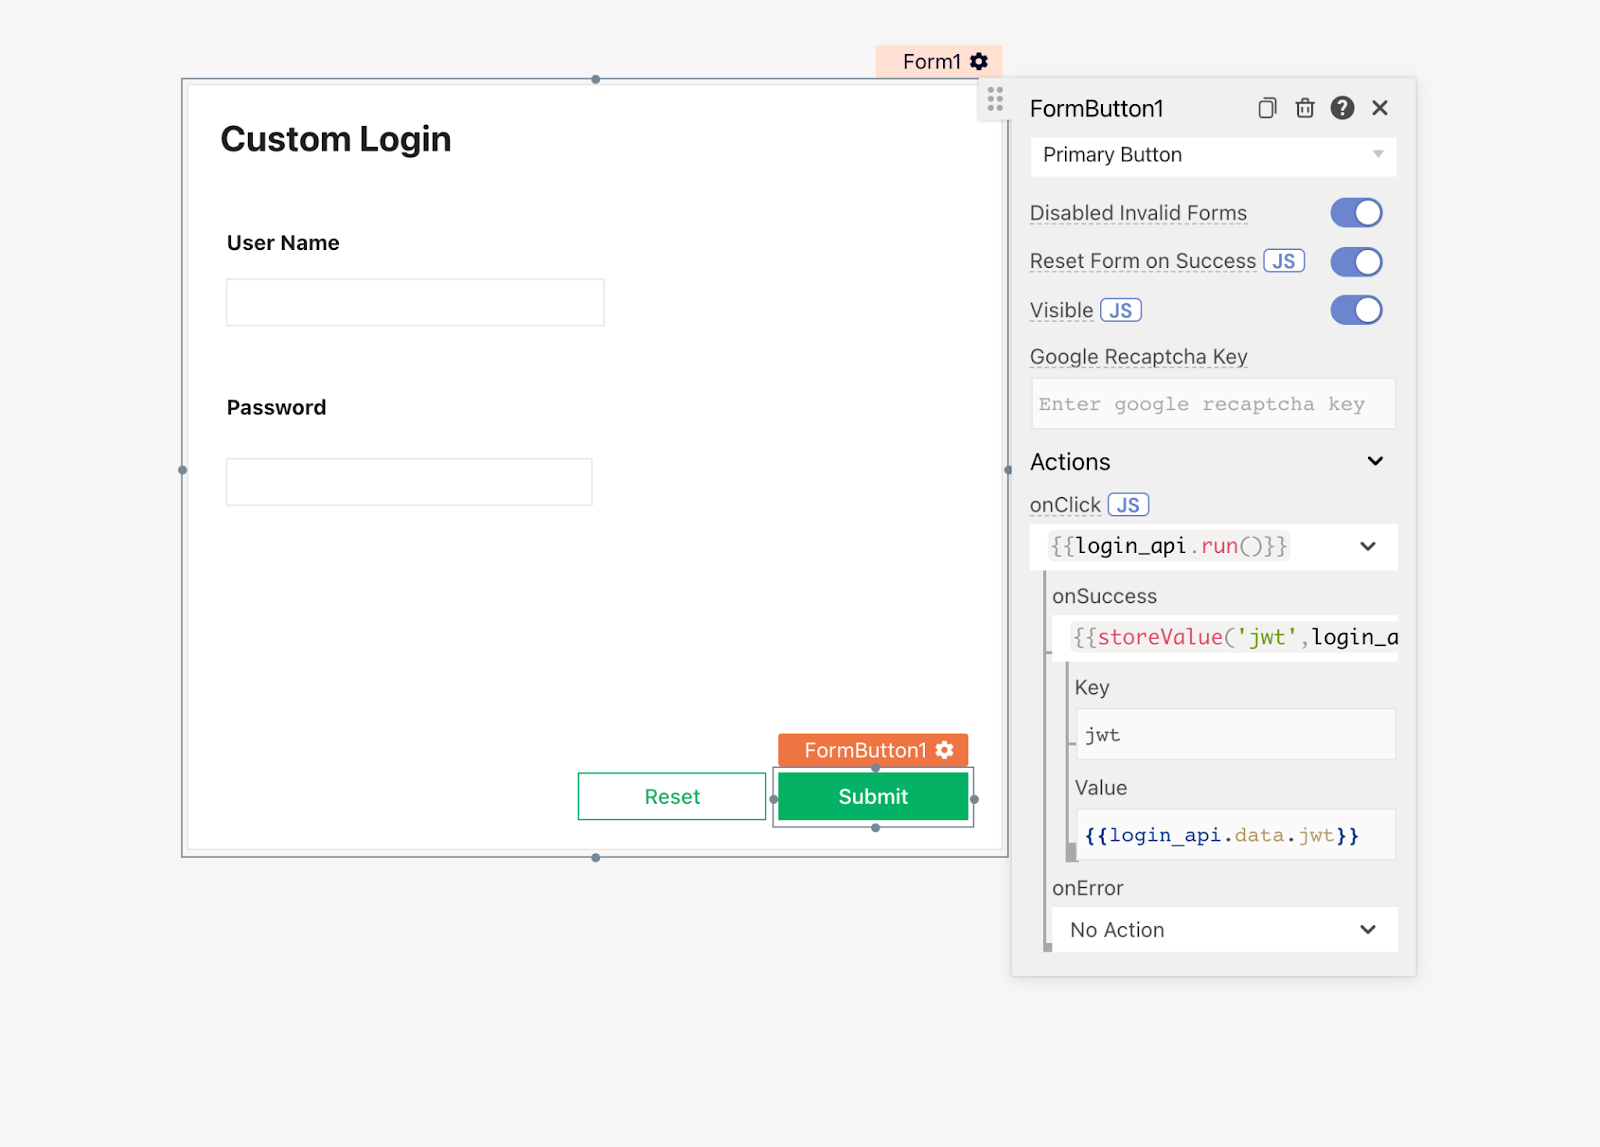 Form1
Custom Login
User Name
Password
FormButton1
Reset
Submit
FormButton1
Primary Button
Disabled Invalid Forms
Reset Form on Success JS
Visible JS
Google Recaptcha Key
Enter google recaptcha key
Actions
onClick JS
{{login_api.run()}}
onSuccess
{{storeValue('jwt',login_a
Key
jwt
Value
{{login_api.data.jwt}}
onError
No Action